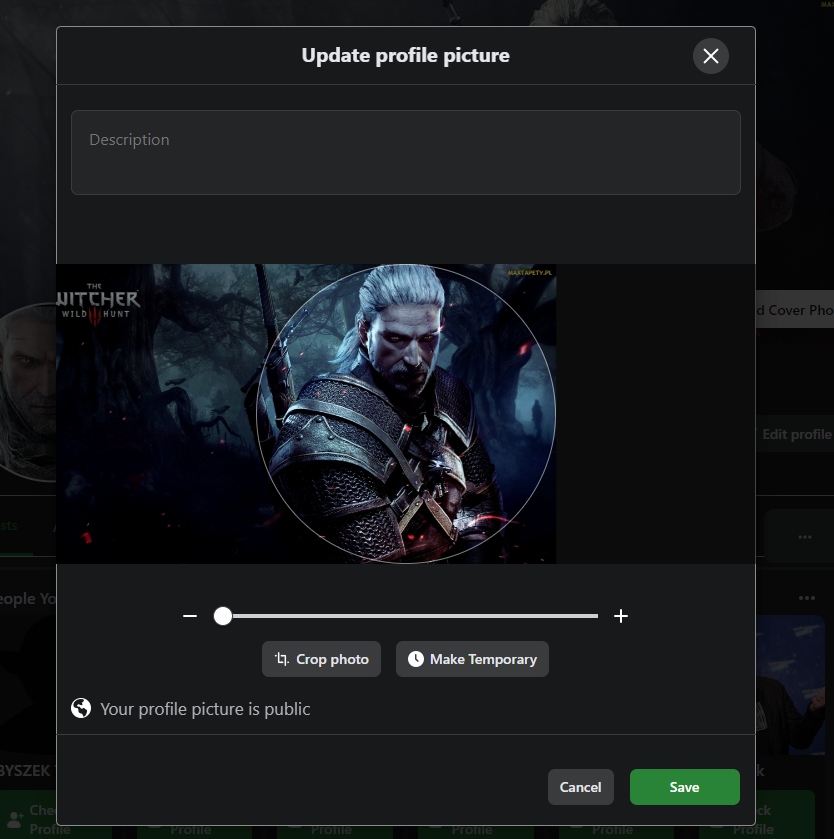 Update profile picture
Description
MAXTAPETY.PL
THE
WITCHER
WILD HUNT
d Cover Pho
Edit profile
sts
eople Yo
Crop photo
Make Temporary
Your profile picture is public
BYSZEK
k
Cancel
Save
Che
Profile
Profile
Profile
Profile
Profile
ck
Profile